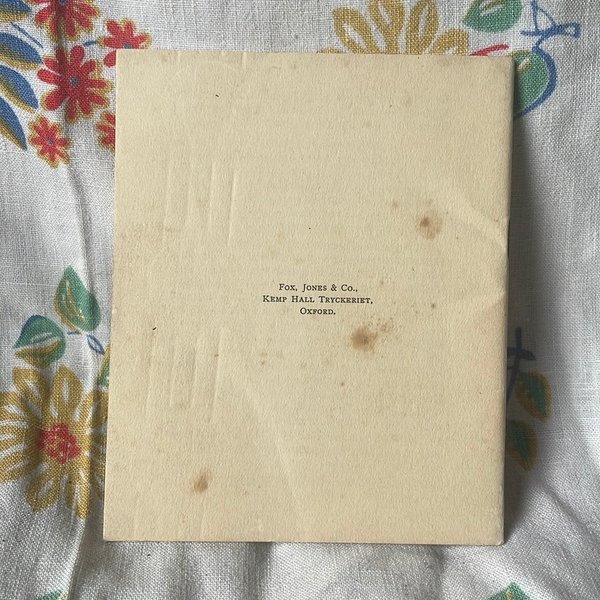 Fox, Jones & Co.,
Kemp Hall Tryckeriet,
Oxford.